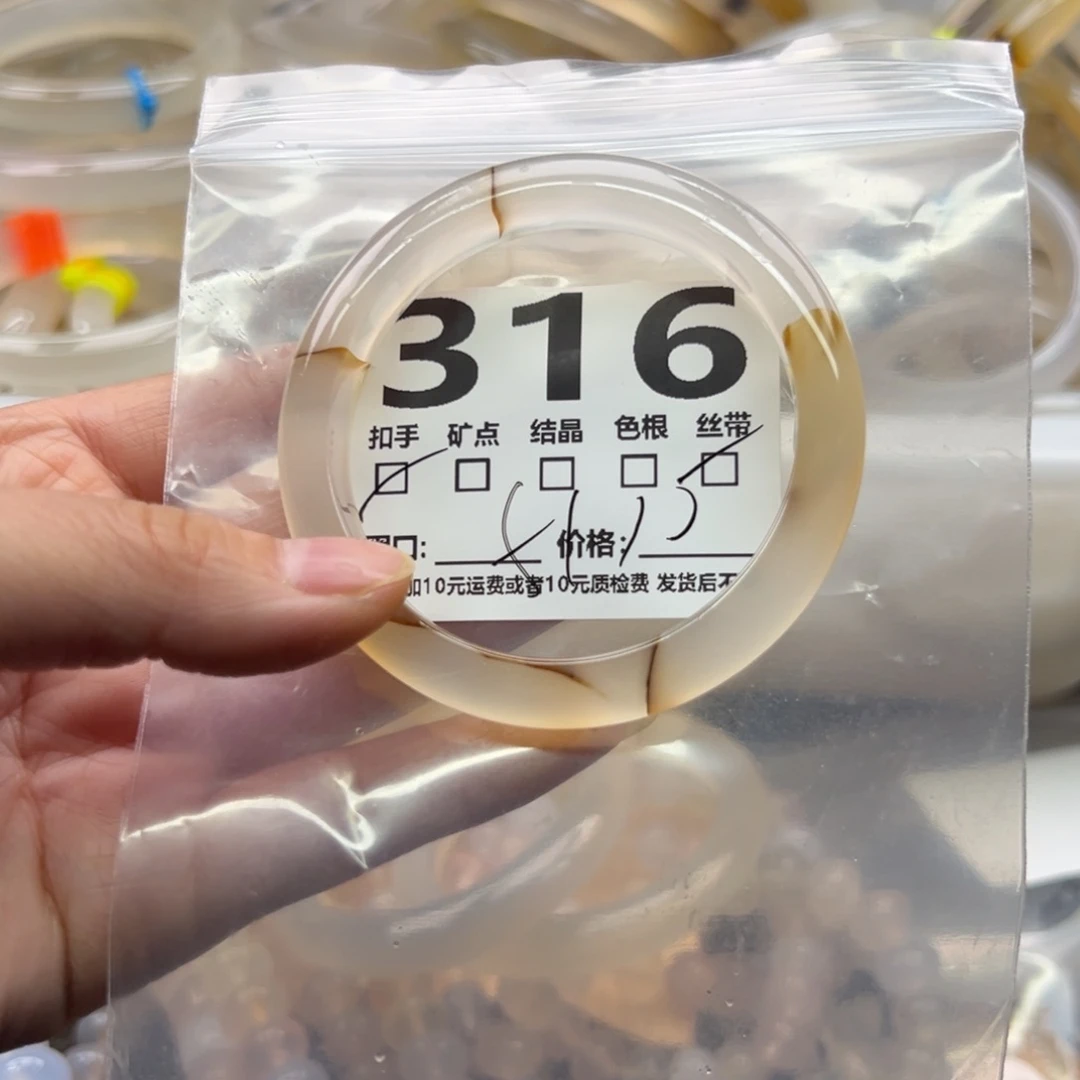 316
扣手 矿点 结晶 色根 丝带
口: 价格:
加10元运费或者10元质检费 发货后不